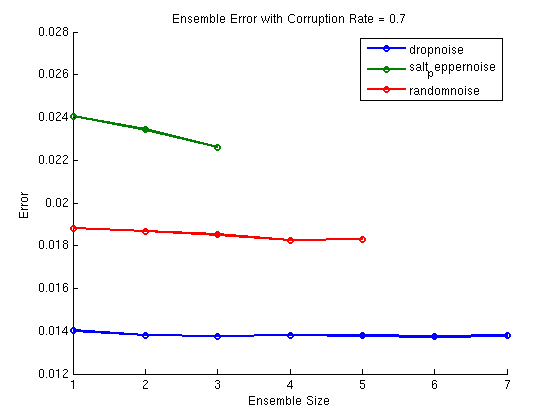 Ensemble Error with Corruption Rate = 0.7
0.028
0.026
0.024
0.022
0.02
0.018
0.016
0.014
0.012
Error
dropnoise
salt_peppernoise
randomnoise
1 2 3 4 5 6 7
Ensemble Size